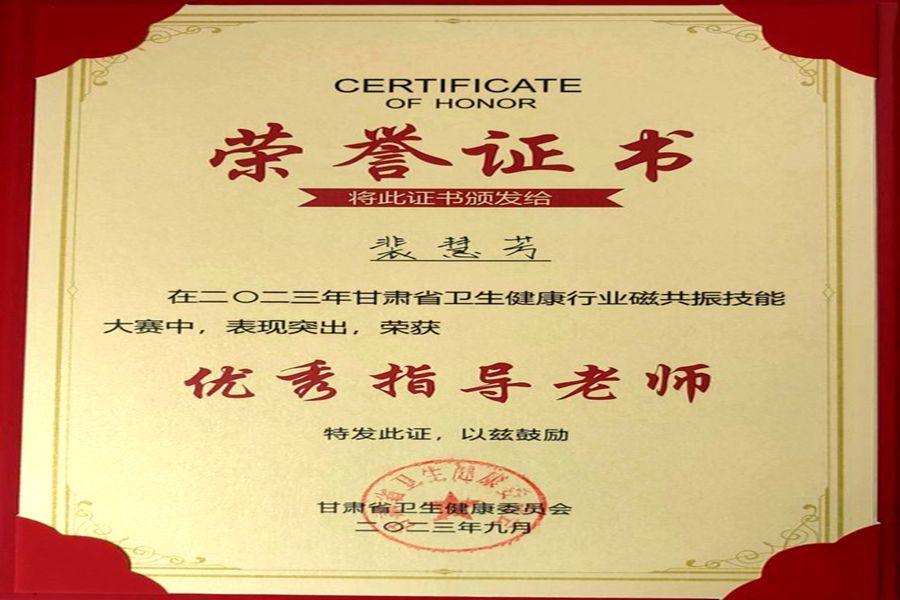 CERTIFICATE
OF HONOR
荣誉证书
将此证书颁发给
裴慧芳
在二〇二三年甘肃省卫生健康行业磁共振技能
大赛中，表现突出，荣获
优秀指导老师
特发此证，以兹鼓励
甘肃省卫生健康委员会
二〇二三年九月